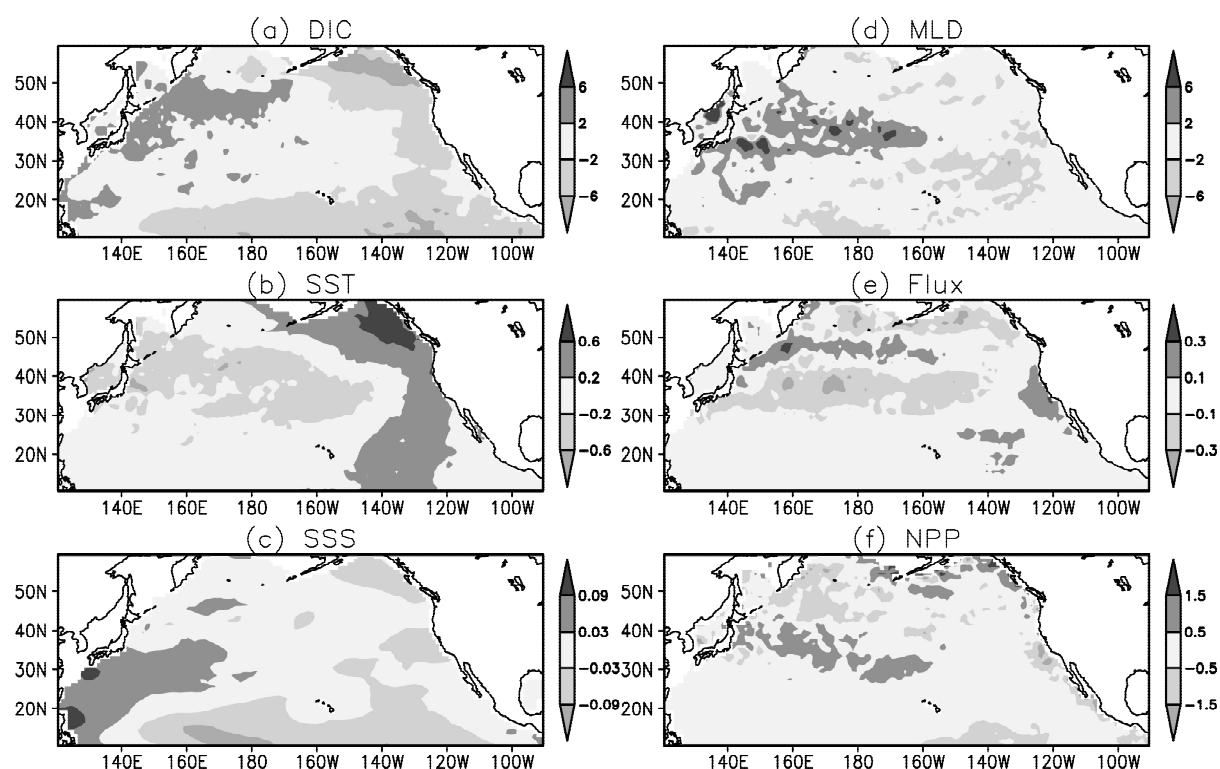 (a) DIC
50N
40N
30N
20N
140E 160E 180 160W 140W 120W 100W
6
2
−2
−6
(b) SST
50N
40N
30N
20N
140E 160E 180 160W 140W 120W 100W
0.6
0.2
−0.2
−0.6
(c) SSS
50N
40N
30N
20N
140E 160E 180 160W 140W 120W 100W
0.09
0.03
−0.03
−0.09
(d) MLD
50N
40N
30N
20N
140E 160E 180 160W 140W 120W 100W
6
2
−2
−6
(e) Flux
50N
40N
30N
20N
140E 160E 180 160W 140W 120W 100W
0.3
0.1
−0.1
−0.3
(f) NPP
50N
40N
30N
20N
140E 160E 180 160W 140W 120W 100W
1.5
0.5
−0.5
−1.5